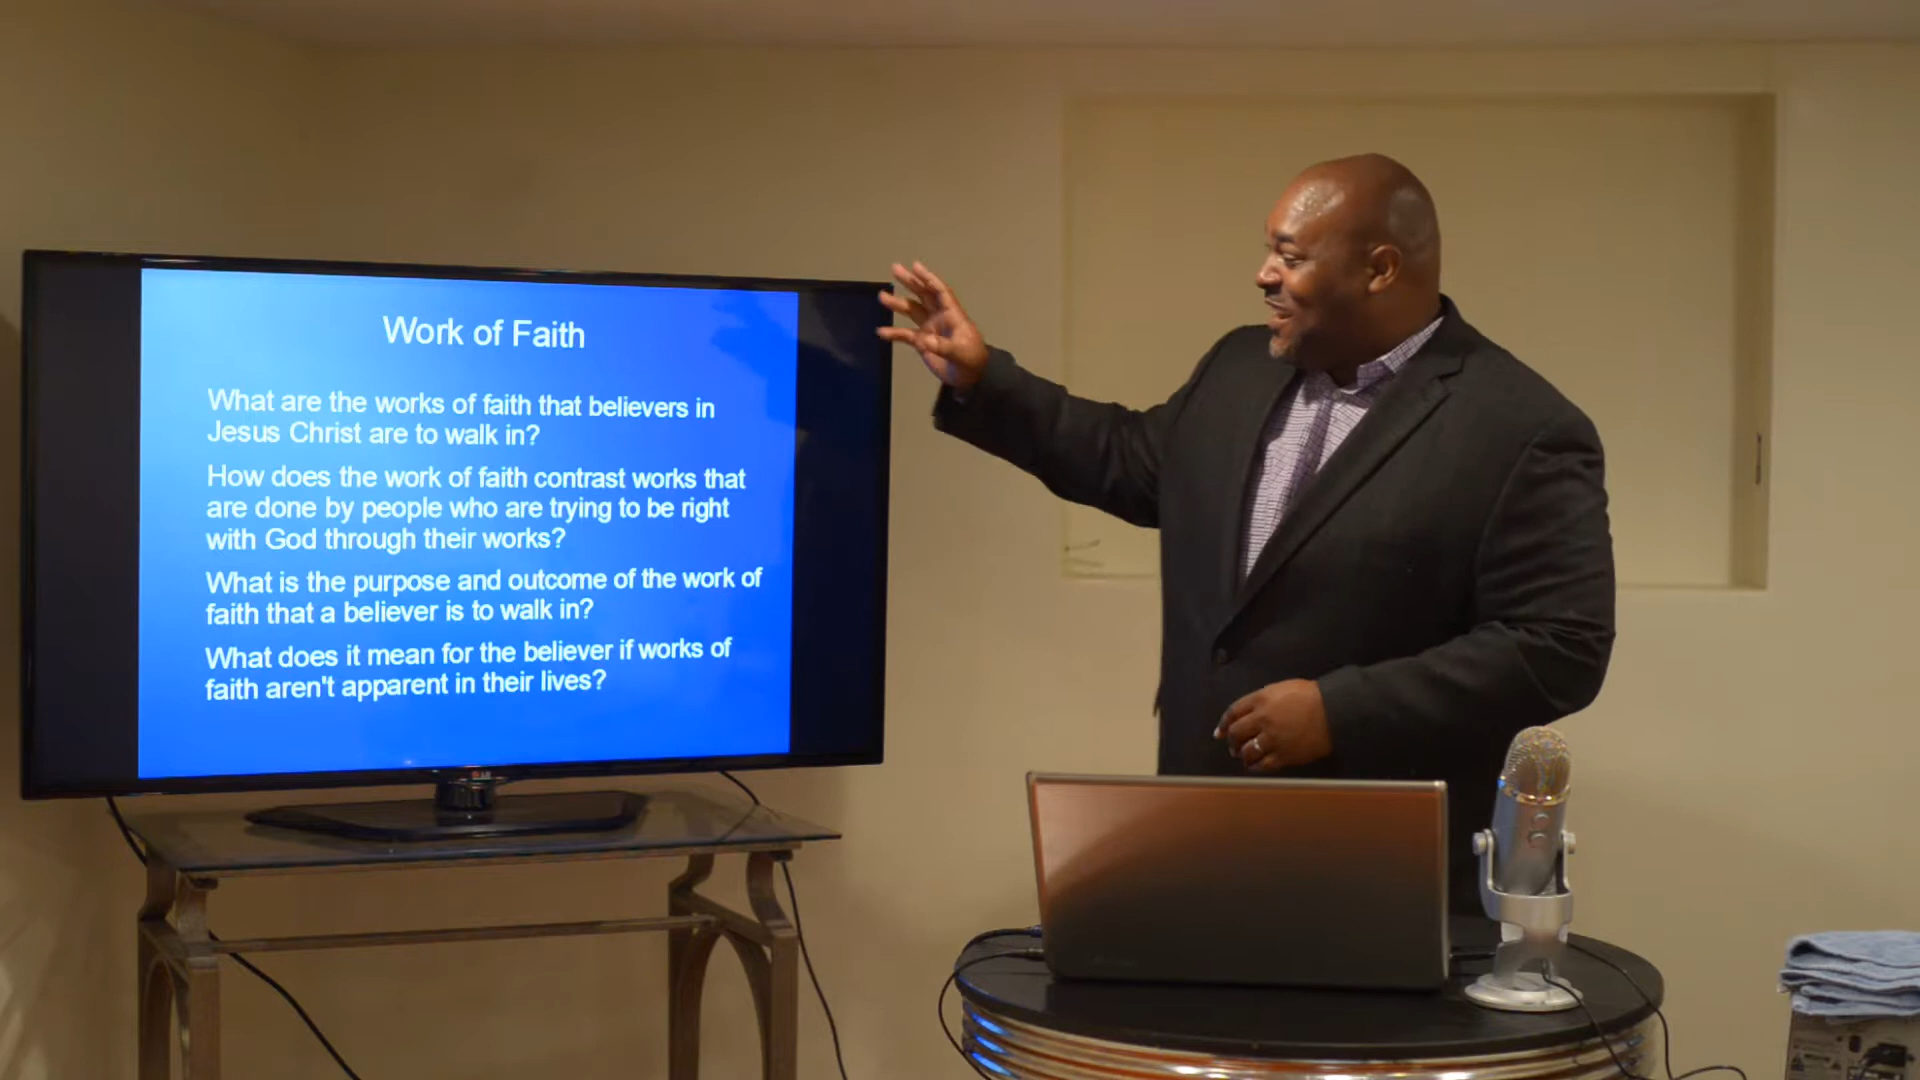 Work of Faith
What are the works of faith that believers in
Jesus Christ are to walk in?
How does the work of faith contrast works that
are done by people who are trying to be right
with God through their works?
What is the purpose and outcome of the work of
faith that a believer is to walk in?
What does it mean for the believer if works of
faith aren't apparent in their lives?
LG